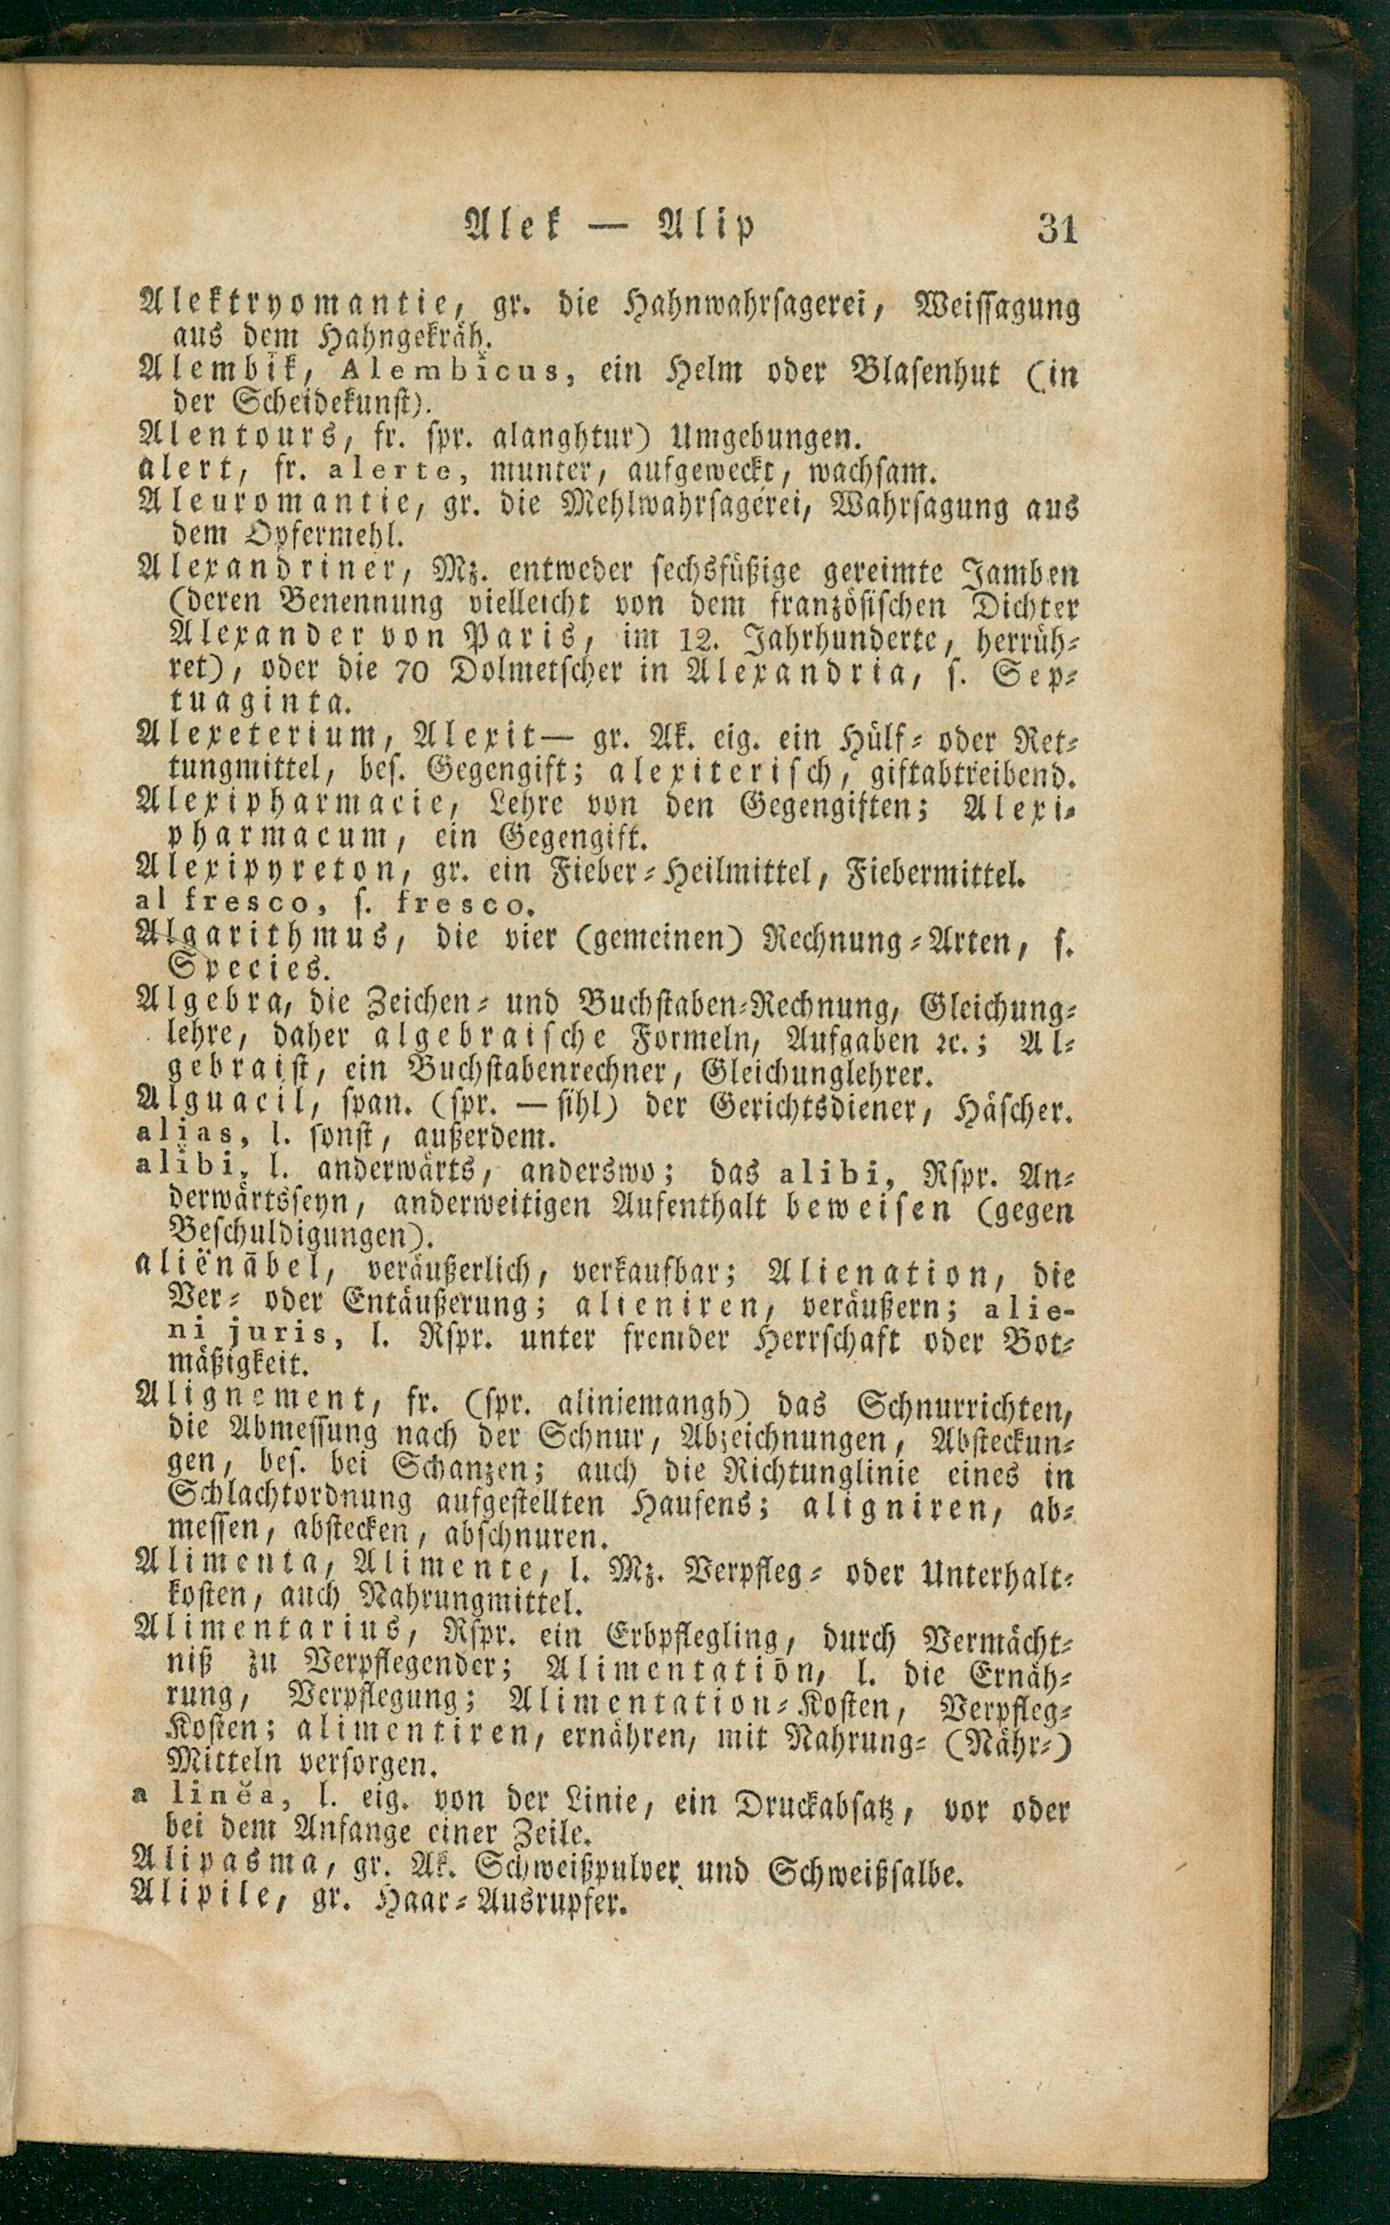 Alek — Alip 31
Alektryomantie, gr. die Hahnwahrsagerei, Weissagung
aus dem Hahngekräh.
Alembik, Alembĭcus, ein Helm oder Blasenhut (in
der Scheidekunst).
Alentours, fr. spr. alanghtur) Umgebungen.
alert, fr. alerte, munter, aufgeweckt, wachsam.
Aleuromantie, gr. die Mehlwahrsagerei, Wahrsagung aus
dem Opfermehl.
Alexandriner, Mz. entweder sechsfüßige gereimte Jamben
(deren Benennung vielleicht von dem französischen Dichter
Alexander von Paris, im 12. Jahrhunderte, herrüh-
ret), oder die 70 Dolmetscher in Alexandria, s. Sep-
tuaginta.
Alexeterium, Alexit— gr. Ak. eig. ein Hülf- oder Ret-
tungmittel, bes. Gegengift; alexiterisch, giftabtreibend.
Alexipharmacie, Lehre von den Gegengiften; Alexi-
pharmacum, ein Gegengift.
Alexipyreton, gr. ein Fieber-Heilmittel, Fiebermittel.
al fresco, s. fresco.
Algarithmus, die vier (gemeinen) Rechnung-Arten, s.
Species.
Algebra, die Zeichen- und Buchstaben-Rechnung, Gleichung-
lehre, daher algebraische Formeln, Aufgaben ꝛc.; Al-
gebraist, ein Buchstabenrechner, Gleichunglehrer.
Alguacil, span. (spr. —sihl) der Gerichtsdiener, Häscher.
alias, l. sonst, außerdem.
alĭbi, l. anderwärts, anderswo; das alibi, Rspr. An-
derwärtsseyn, anderweitigen Aufenthalt beweisen (gegen
Beschuldigungen).
aliënābel, veräußerlich, verkaufbar; Alienation, die
Ver- oder Entäußerung; alieniren, veräußern; alie-
ni juris, l. Rspr. unter fremder Herrschaft oder Bot-
mäßigkeit.
Alignement, fr. (spr. aliniemangh) das Schnurrichten,
die Abmessung nach der Schnur, Abzeichnungen, Absteckun-
gen, bes. bei Schanzen; auch die Richtunglinie eines in
Schlachtordnung aufgestellten Haufens; aligniren, ab-
messen, abstecken, abschnuren.
Alimenta, Alimente, l. Mz. Verpfleg- oder Unterhalt-
kosten, auch Nahrungmittel.
Alimentarius, Rspr. ein Erbpflegling, durch Vermächt-
niß zu Verpflegender; Alimentatiōn, l. die Ernäh-
rung, Verpflegung; Alimentation-Kosten, Verpfleg-
Kosten; alimentiren, ernähren, mit Nahrung- (Nähr-)
Mitteln versorgen.
a linĕa, l. eig. von der Linie, ein Druckabsatz, vor oder
bei dem Anfange einer Zeile.
Alipasma, gr. Ak. Schweißpulver und Schweißsalbe.
Alipile, gr. Haar-Ausrupfer.